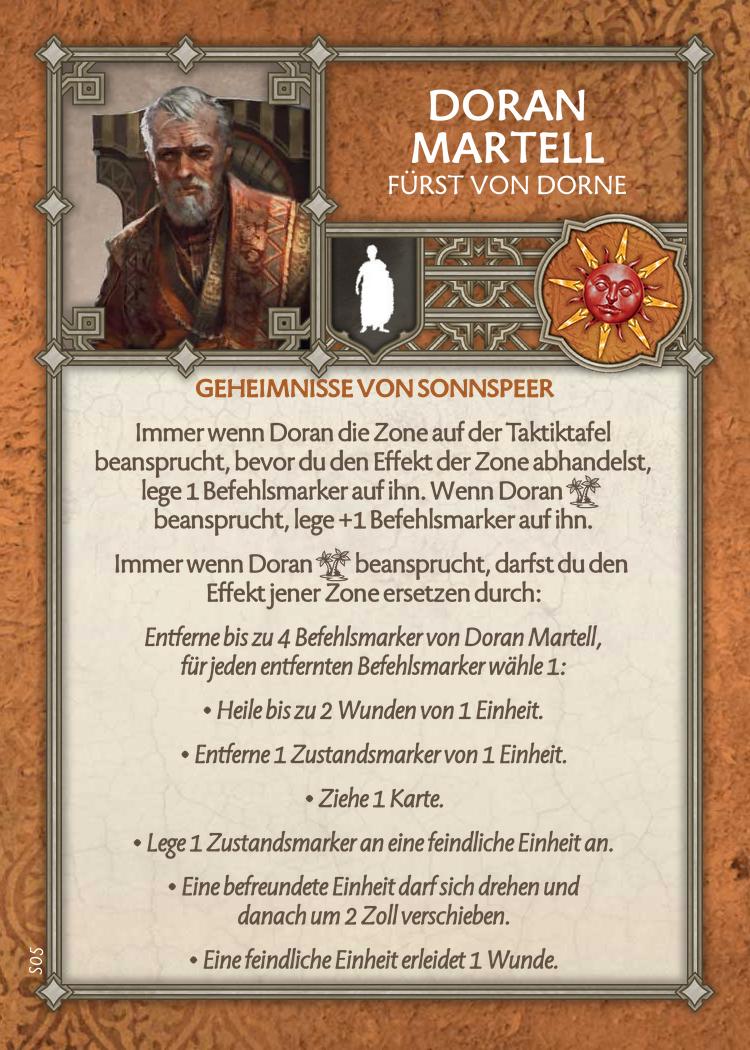 DORAN
MARTELL
FÜRST VON DORNE
GEHEIMNISSE VON SONNSPEER
Immer wenn Doran die Zone auf der Taktiktafel
beansprucht, bevor du den Effekt der Zone abhandelst,
lege 1 Befehlsmarker auf ihn. Wenn Doran
beansprucht, lege +1 Befehlsmarker auf ihn.
Immer wenn Doran beansprucht, darfst du den
Effekt jener Zone ersetzen durch:
Entferne bis zu 4 Befehlsmarker von Doran Martell,
für jeden entfernten Befehlsmarker wähle 1:
• Heile bis zu 2 Wunden von 1 Einheit.
• Entferne 1 Zustandsmarker von 1 Einheit.
• Ziehe 1 Karte.
• Lege 1 Zustandsmarker an eine feindliche Einheit an.
• Eine befreundete Einheit darf sich drehen und
danach um 2 Zoll verschieben.
• Eine feindliche Einheit erleidet 1 Wunde.
S05